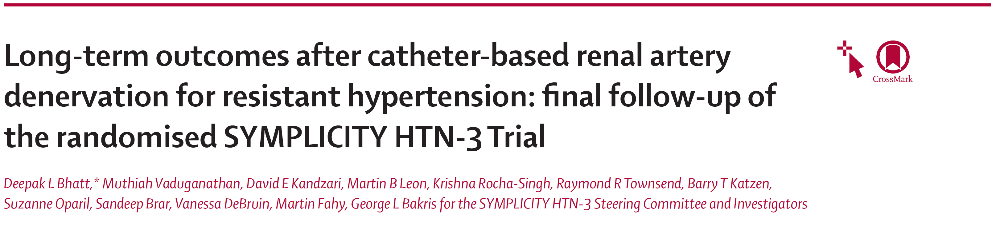 Long-term outcomes after catheter-based renal artery
denervation for resistant hypertension: final follow-up of
the randomised SYMPLICITY HTN-3 Trial
CrossMark
Deepak L Bhatt,* Muthiah Vaduganathan, David E Kandzari, Martin B Leon, Krishna Rocha-Singh, Raymond R Townsend, Barry T Katzen,
Suzanne Oparil, Sandeep Brar, Vanessa DeBruin, Martin Fahy, George L Bakris for the SYMPLICITY HTN-3 Steering Committee and Investigators